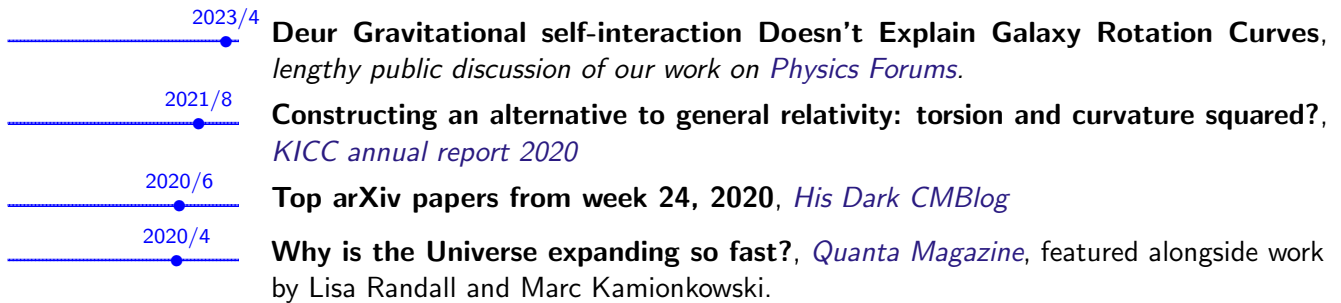 2023/4
Deur Gravitational self-interaction Doesn't Explain Galaxy Rotation Curves,
lengthy public discussion of our work on Physics Forums.
2021/8
Constructing an alternative to general relativity: torsion and curvature squared?,
KICC annual report 2020
2020/6
Top arXiv papers from week 24, 2020, His Dark CMBlog
2020/4
Why is the Universe expanding so fast?, Quanta Magazine, featured alongside work
by Lisa Randall and Marc Kamionkowski.